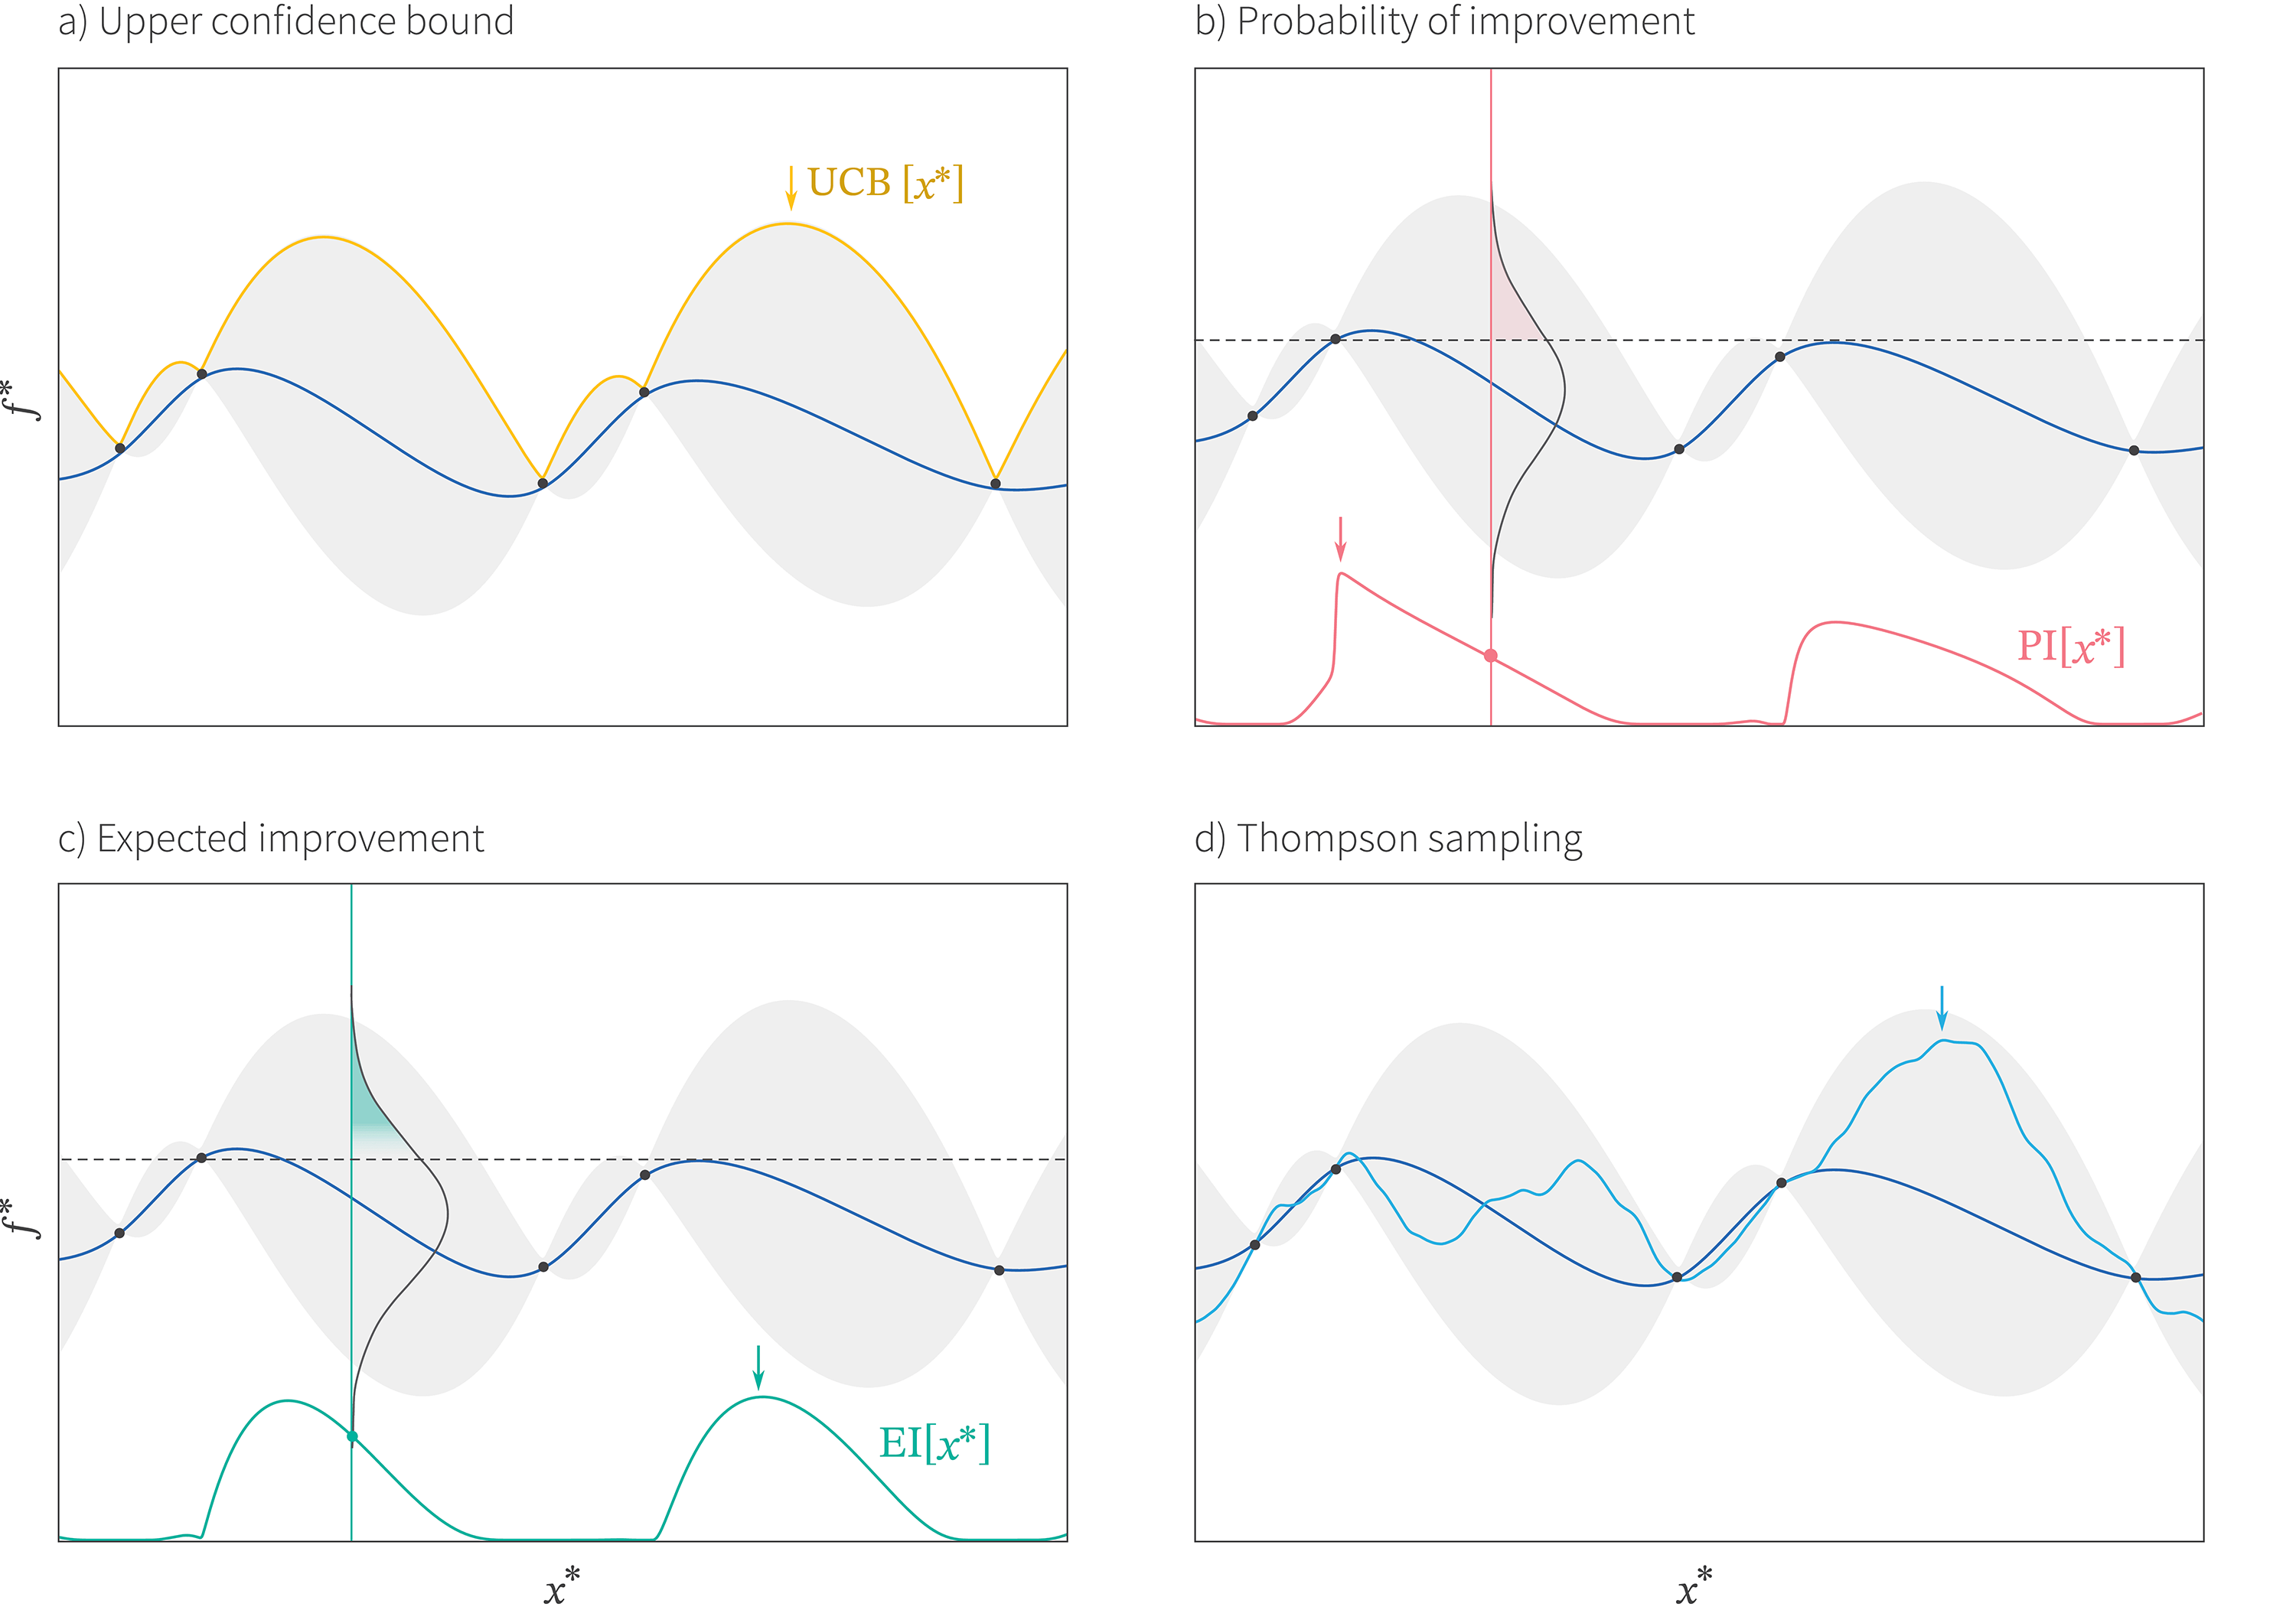 a) Upper confidence bound
b) Probability of improvement
UCB [x*]
f*
PI[x*]
c) Expected improvement
d) Thompson sampling
f*
EI[x*]
x*
x*